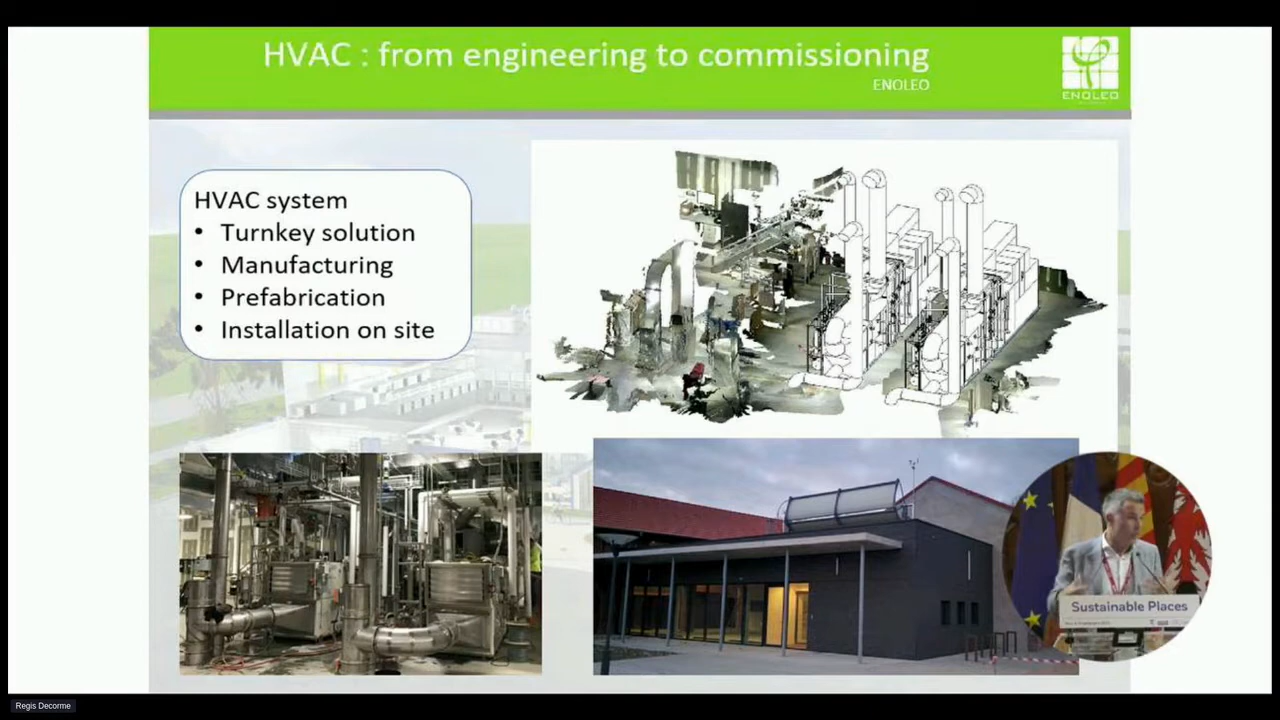 HVAC : from engineering to commissioning
ENOLEO
ENOLEO
HVAC system
• Turnkey solution
• Manufacturing
• Prefabrication
• Installation on site
Sustainable Places
Regis Decorme